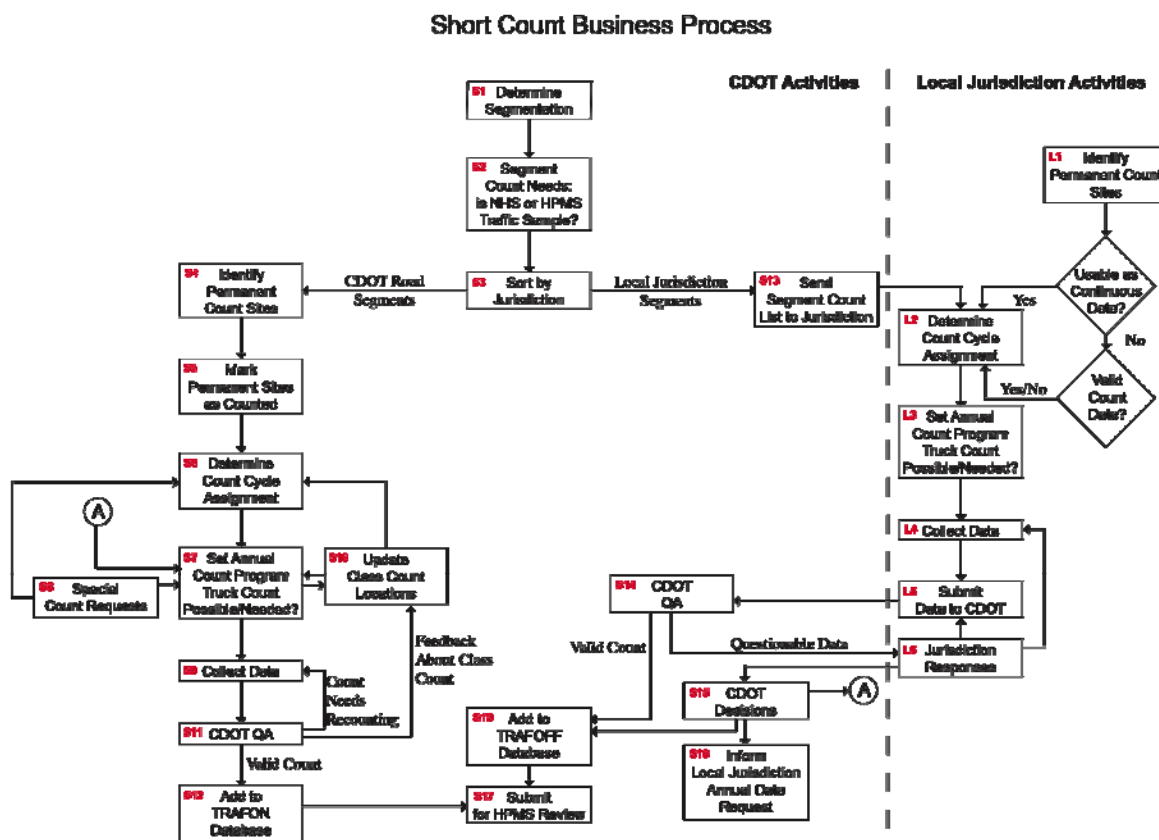 Short Count Business Process
CDOT Activities
Local Jurisdiction Activities
S1 Determine
Segmentation
S2 Segment
Count Needs:
is NHS or HPMS
Traffic Sample?
S3 Sort by
Jurisdiction
CDOT Road
Segments
Local Jurisdiction
Segments
S4 Identify
Permanent
Count Sites
S5 Mark
Permanent Sites
as Counted
S6 Determine
Count Cycle
Assignment
A
S7 Set Annual
Count Program
Truck Count
Possible/Needed?
Special
Count Requests
Update
Class Count
Locations
Feedback
About Class
Count
S9 Collect Data
Count
Needs
Recounting
S11 CDOT QA
Valid Count
S12 Add to
TRAFON
Database
S13 Send
Segment Count
List to Jurisdiction
S14 CDOT
QA
Valid Count
Questionable Data
S15 CDOT
Decisions
A
Add to
TRAFOFF
Database
Inform
Local Jurisdiction
Annual Data
Request
S17 Submit
for HPMS Review
L1 Identify
Permanent Count
Sites
Usable as
Continuous
Data?
Yes
No
Valid
Count
Data?
Yes/No
L2 Determine
Count Cycle
Assignment
L3 Set Annual
Count Program
Truck Count
Possible/Needed?
L4 Collect Data
L5 Submit
Data to CDOT
L6 Jurisdiction
Responses